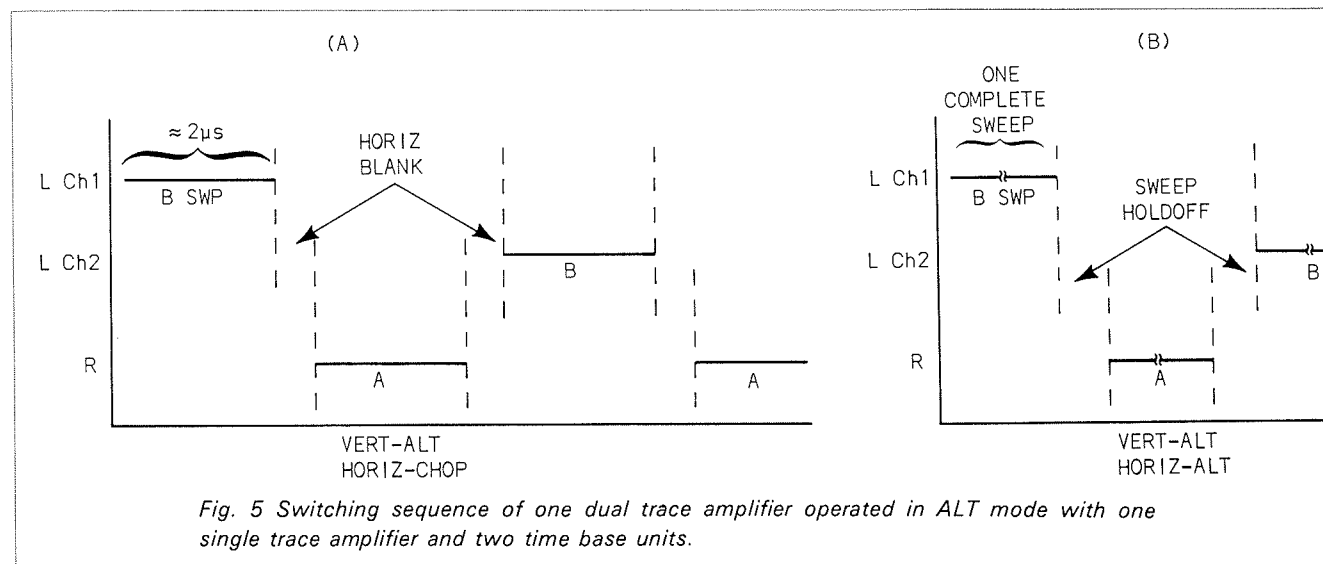 (A)
≈ 2µs
L Ch1
B SWP
HORIZ
BLANK
L Ch2
B
R
A
A
VERT-ALT
HORIZ-CHOP
(B)
ONE
COMPLETE
SWEEP
L Ch1
B SWP
SWEEP
HOLDOFF
L Ch2
B
R
A
VERT-ALT
HORIZ-ALT
Fig. 5 Switching sequence of one dual trace amplifier operated in ALT mode with one
single trace amplifier and two time base units.